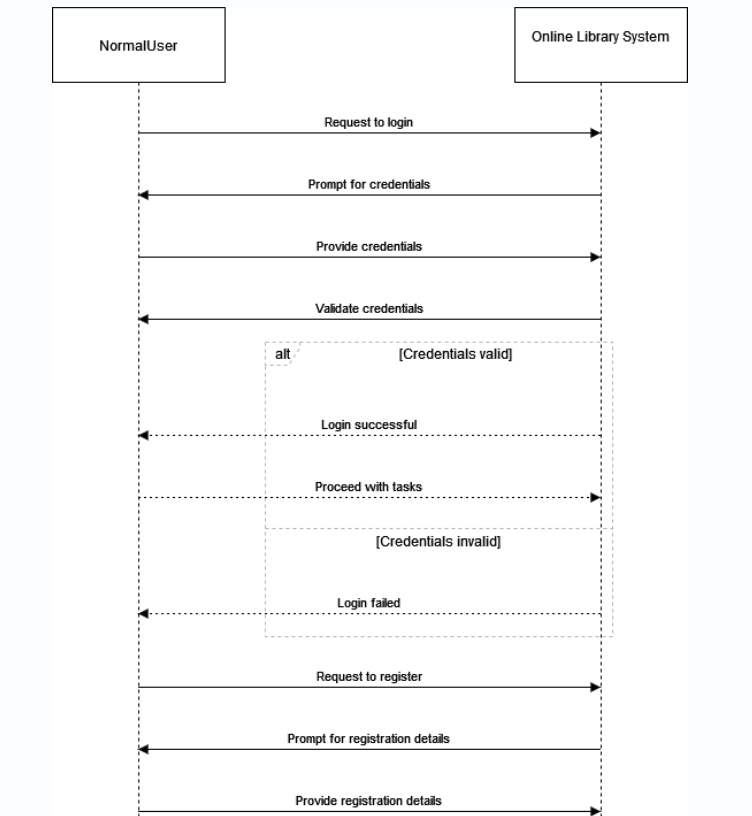 NormalUser
Online Library System
Request to login
Prompt for credentials
Provide credentials
Validate credentials
alt
[Credentials valid]
Login successful
Proceed with tasks
[Credentials invalid]
Login failed
Request to register
Prompt for registration details
Provide registration details